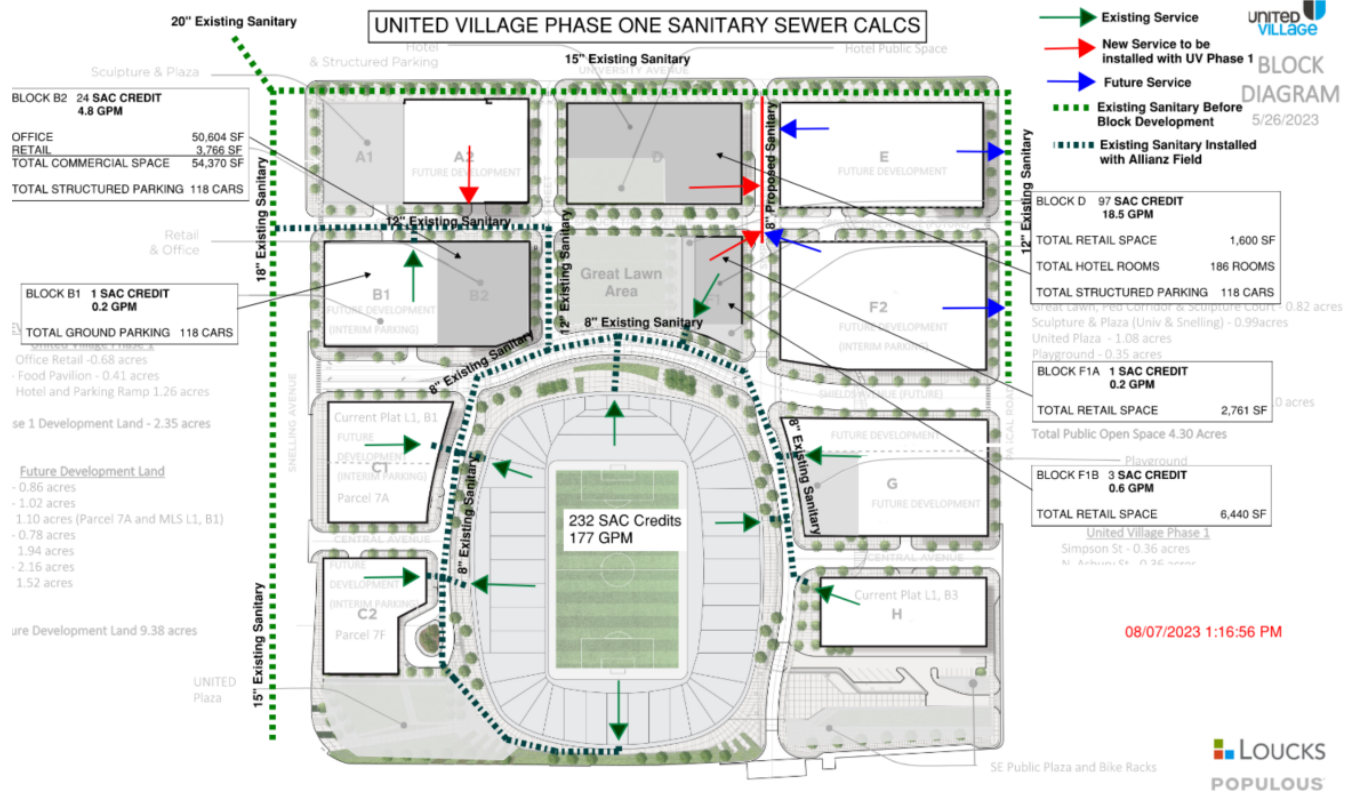 20" Existing Sanitary
UNITED VILLAGE PHASE ONE SANITARY SEWER CALCS
Hotel
& Structured Parking
15" Existing Sanitary
UNIVERSITY AVENUE
Hotel Public Space
Sculpture & Plaza
Existing Service
New Service to be
installed with UV Phase 1
Future Service
Existing Sanitary Before
Block Development
Existing Sanitary Installed
with Allianz Field
UNITED
VILLAGE
BLOCK
DIAGRAM
5/26/2023
BLOCK B2 24 SAC CREDIT
4.8 GPM
OFFICE 50,604 SF
RETAIL 3,766 SF
TOTAL COMMERCIAL SPACE 54,370 SF
TOTAL STRUCTURED PARKING 118 CARS
A1
A2
FUTURE DEVELOPMENT
D
8" Proposed Sanitary
E
FUTURE DEVELOPMENT
18" Existing Sanitary
12" Existing Sanitary
12" Existing Sanitary
12" Existing Sanitary
Retail
& Office
BLOCK D 97 SAC CREDIT
18.5 GPM
TOTAL RETAIL SPACE 1,600 SF
TOTAL HOTEL ROOMS 186 ROOMS
TOTAL STRUCTURED PARKING 118 CARS
BLOCK B1 1 SAC CREDIT
0.2 GPM
TOTAL GROUND PARKING 118 CARS
B1
FUTURE DEVELOPMENT
(INTERIM PARKING)
B2
Great Lawn
Area
F2
FUTURE DEVELOPMENT
(INTERIM PARKING)
8" Existing Sanitary
8" Existing Sanitary
Great Lawn, Ped Corridor & Sculpture Court - 0.82 acres
Sculpture & Plaza (Univ & Snelling) - 0.99acres
United Plaza - 1.08 acres
Playground - 0.35 acres
United Village Phase 1
Office Retail -0.68 acres
- Food Pavilion - 0.41 acres
Hotel and Parking Ramp 1.26 acres
se 1 Development Land - 2.35 acres
BLOCK F1A 1 SAC CREDIT
0.2 GPM
TOTAL RETAIL SPACE 2,761 SF
0 acres
Total Public Open Space 4.30 Acres
SHIELDS AVENUE (FUTURE)
SNELLING AVENUE
Current Plat L1, B1
FUTURE
DEVELOPMENT
C1
(INTERIM PARKING)
Parcel 7A
8" Existing Sanitary
8" Existing Sanitary
FUTURE DEVELOPMENT
G
FUTURE DEVELOPMENT
Playground
BLOCK F1B 3 SAC CREDIT
0.6 GPM
TOTAL RETAIL SPACE 6,440 SF
Future Development Land
- 0.86 acres
- 1.02 acres
1.10 acres (Parcel 7A and MLS L1, B1)
- 0.78 acres
1.94 acres
- 2.16 acres
1.52 acres
ure Development Land 9.38 acres
232 SAC Credits
177 GPM
CENTRAL AVENUE
CENTRAL AVENUE
United Village Phase 1
Simpson St - 0.36 acres
N. Asbury St - 0.36 acres
FUTURE
DEVELOPMENT
(INTERIM PARKING)
C2
Parcel 7F
Current Plat L1, B3
H
15" Existing Sanitary
08/07/2023 1:16:56 PM
UNITED
Plaza
SE Public Plaza and Bike Racks
LOUCKS
POPULOUS